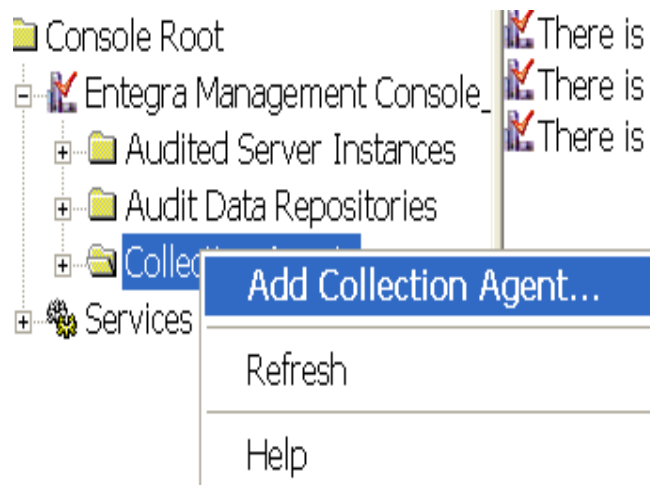 Console Root
Entegra Management Console_
Audited Server Instances
Audit Data Repositories
Services
Add Collection Agent...
Refresh
Help
There is
There is
There is